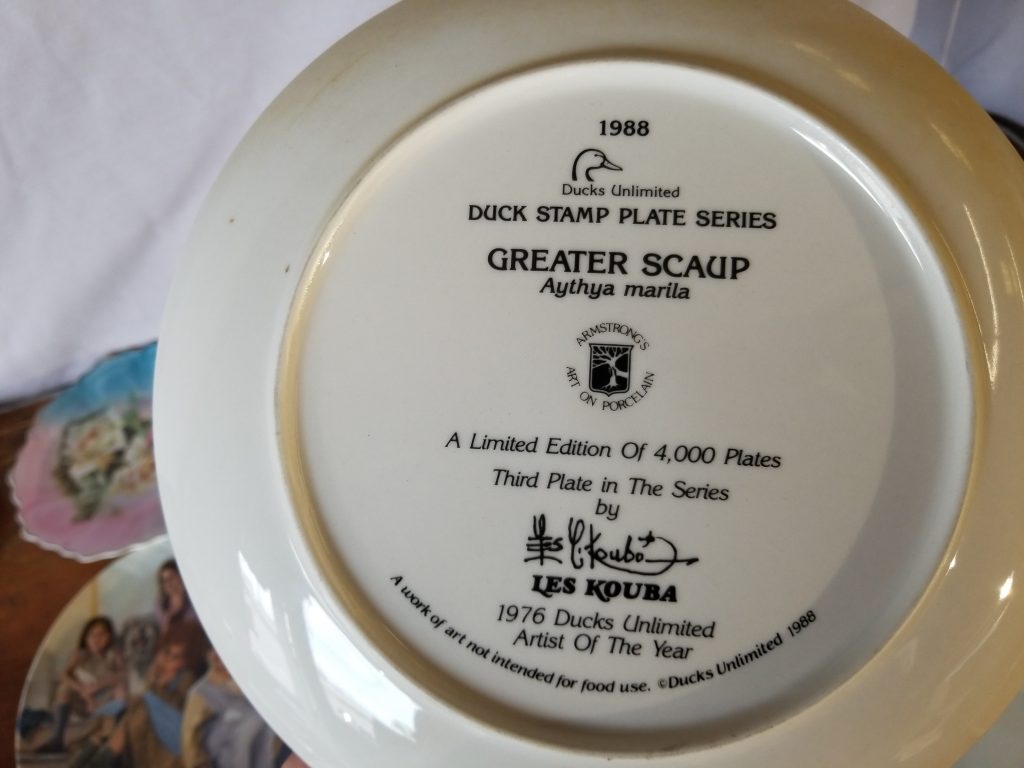 1988
Ducks Unlimited
DUCK STAMP PLATE SERIES
GREATER SCAUP
Aythya marila
ARMSTRONG'S
ART ON PORCELAIN
A Limited Edition Of 4,000 Plates
Third Plate in The Series
by
Les C. Kouba
LES KOUBA
1976 Ducks Unlimited
Artist Of The Year
A work of art not intended for food use. ©Ducks Unlimited 1988